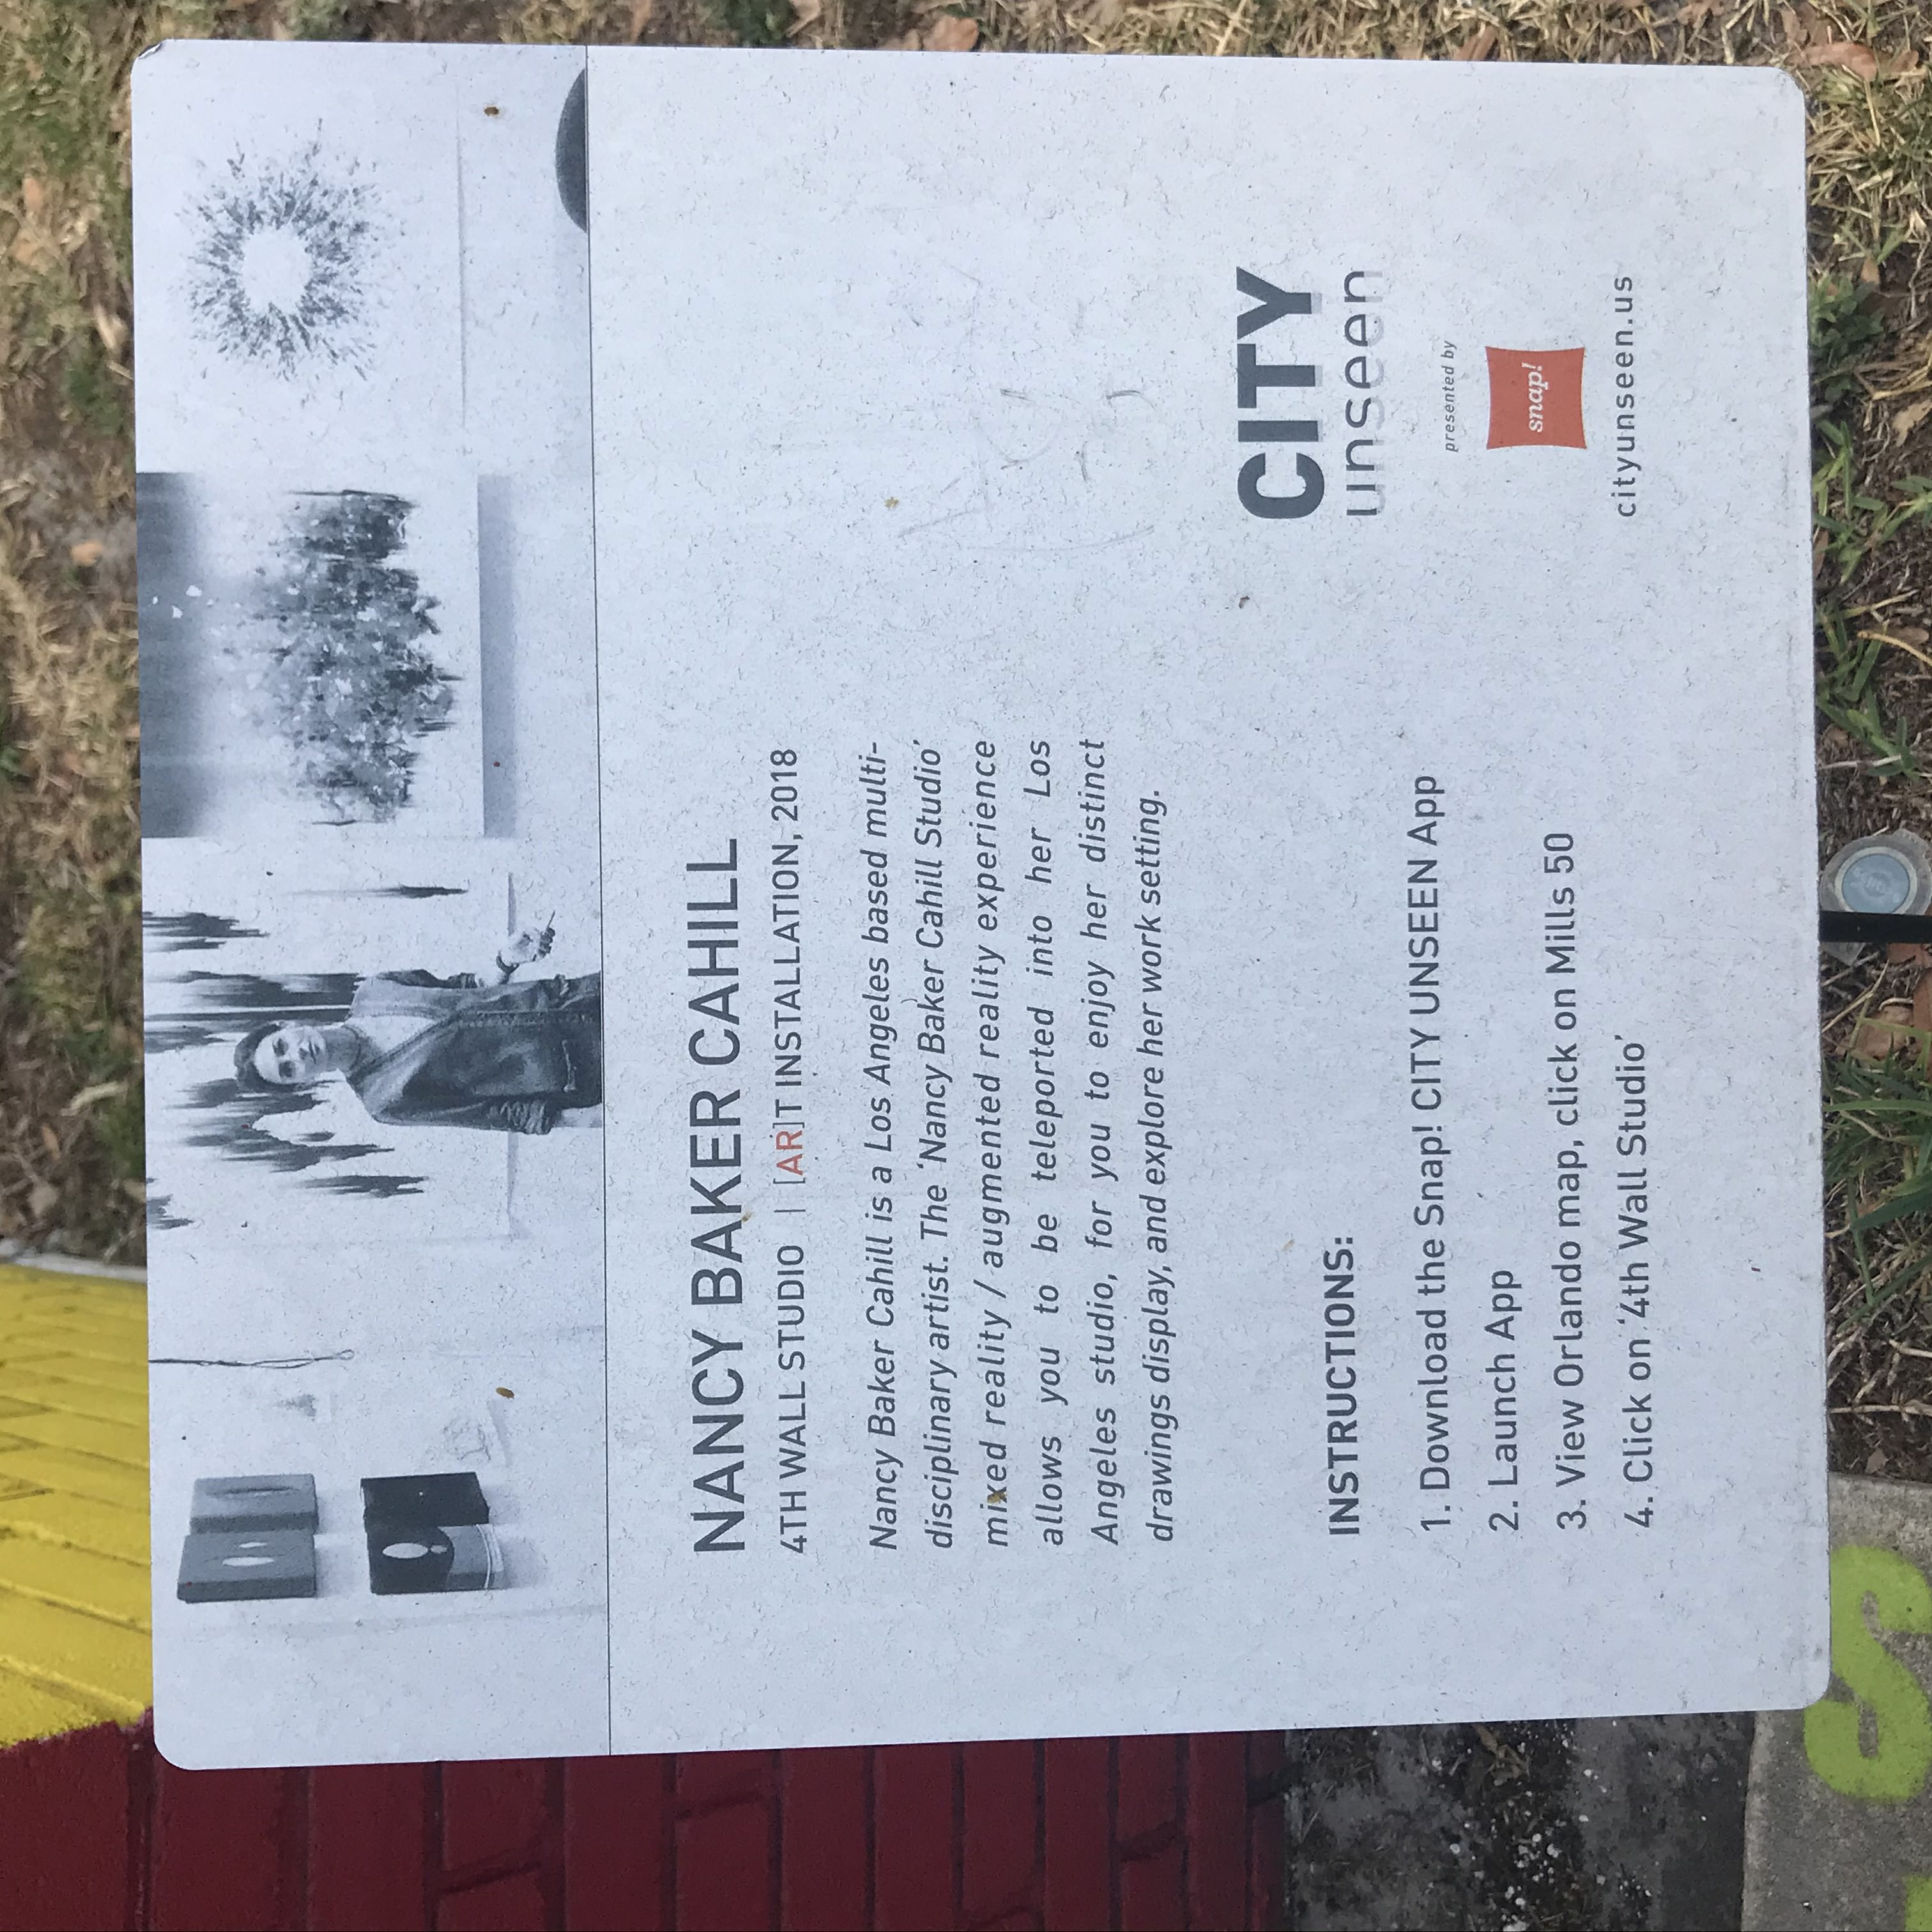 NANCY BAKER CAHILL
4TH WALL STUDIO | [AR]T INSTALLATION, 2018
Nancy Baker Cahill is a Los Angeles based multi-
disciplinary artist. The ‘Nancy Baker Cahill Studio’
mixed reality / augmented reality experience
allows you to be teleported into her Los
Angeles studio, for you to enjoy her distinct
drawings display, and explore her work setting.
INSTRUCTIONS:
1. Download the Snap! CITY UNSEEN App
2. Launch App
3. View Orlando map, click on Mills 50
4. Click on ‘4th Wall Studio’
CITY
unseen
presented by
snap!
cityunseen.us
S